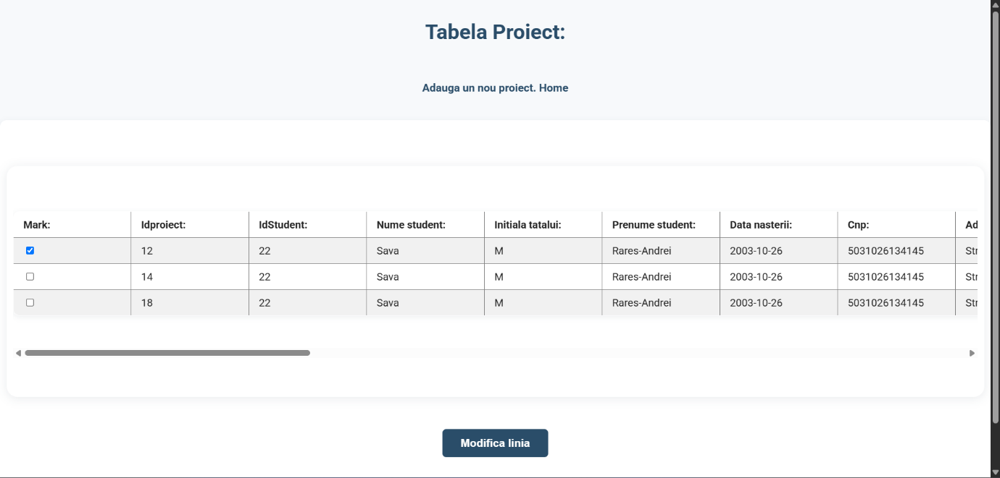 Tabela Proiect:
Adauga un nou proiect. Home
Mark: Idproiect: IdStudent: Nume student: Initiala tatalui: Prenume student: Data nasterii: Cnp: Ad
12 22 Sava M Rares-Andrei 2003-10-26 5031026134145 Str
14 22 Sava M Rares-Andrei 2003-10-26 5031026134145 Str
18 22 Sava M Rares-Andrei 2003-10-26 5031026134145 Str
Modifica linia